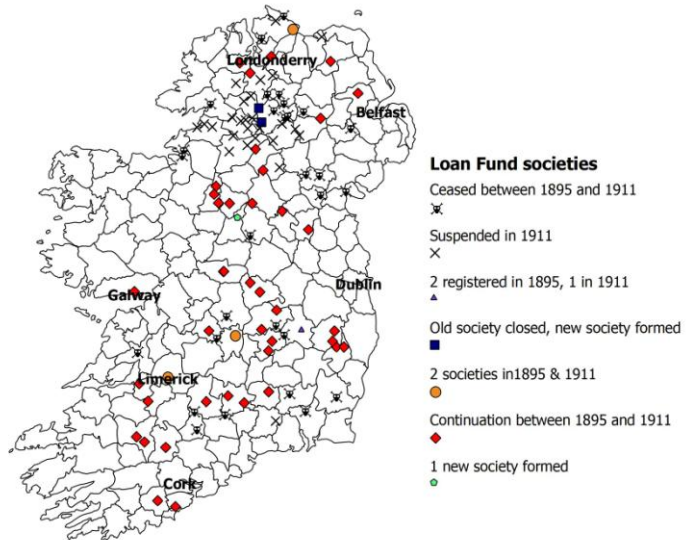 Londonderry
Belfast
Galway
Dublin
Limerick
Cork
Loan Fund societies
Ceased between 1895 and 1911
Suspended in 1911
2 registered in 1895, 1 in 1911
Old society closed, new society formed
2 societies in1895 & 1911
Continuation between 1895 and 1911
1 new society formed